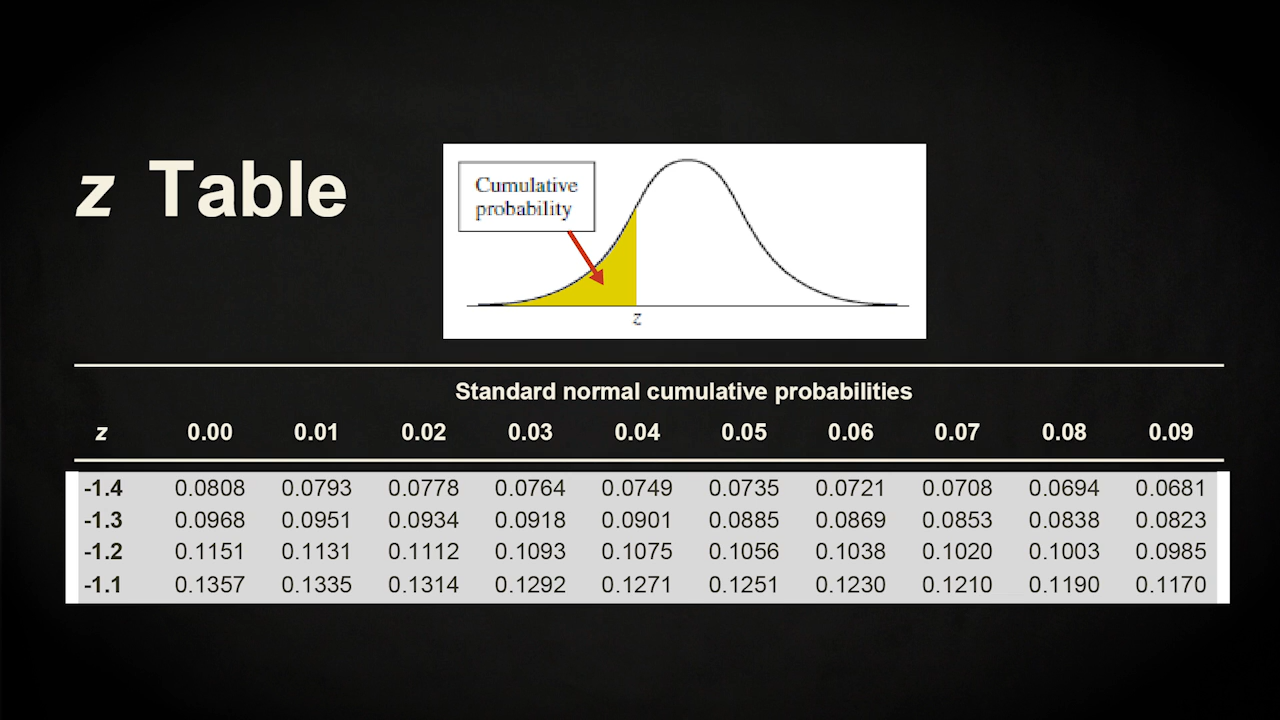 z Table
Cumulative
probability
z
Standard normal cumulative probabilities
z 0.00 0.01 0.02 0.03 0.04 0.05 0.06 0.07 0.08 0.09
-1.4 0.0808 0.0793 0.0778 0.0764 0.0749 0.0735 0.0721 0.0708 0.0694 0.0681
-1.3 0.0968 0.0951 0.0934 0.0918 0.0901 0.0885 0.0869 0.0853 0.0838 0.0823
-1.2 0.1151 0.1131 0.1112 0.1093 0.1075 0.1056 0.1038 0.1020 0.1003 0.0985
-1.1 0.1357 0.1335 0.1314 0.1292 0.1271 0.1251 0.1230 0.1210 0.1190 0.1170